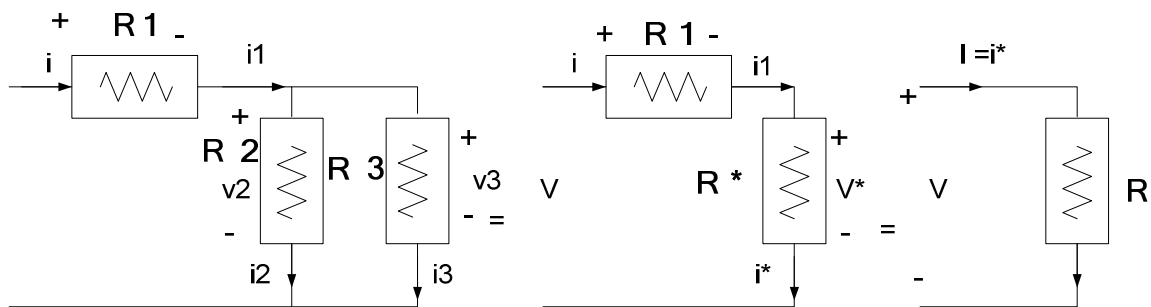 + R 1 -
i
i1
+
R 2
v2
-
i2
R 3
+
v3
-
i3
=
V
+ R 1 -
i
i1
R *
+
V*
-
i*
=
I =i*
+
V
-
R